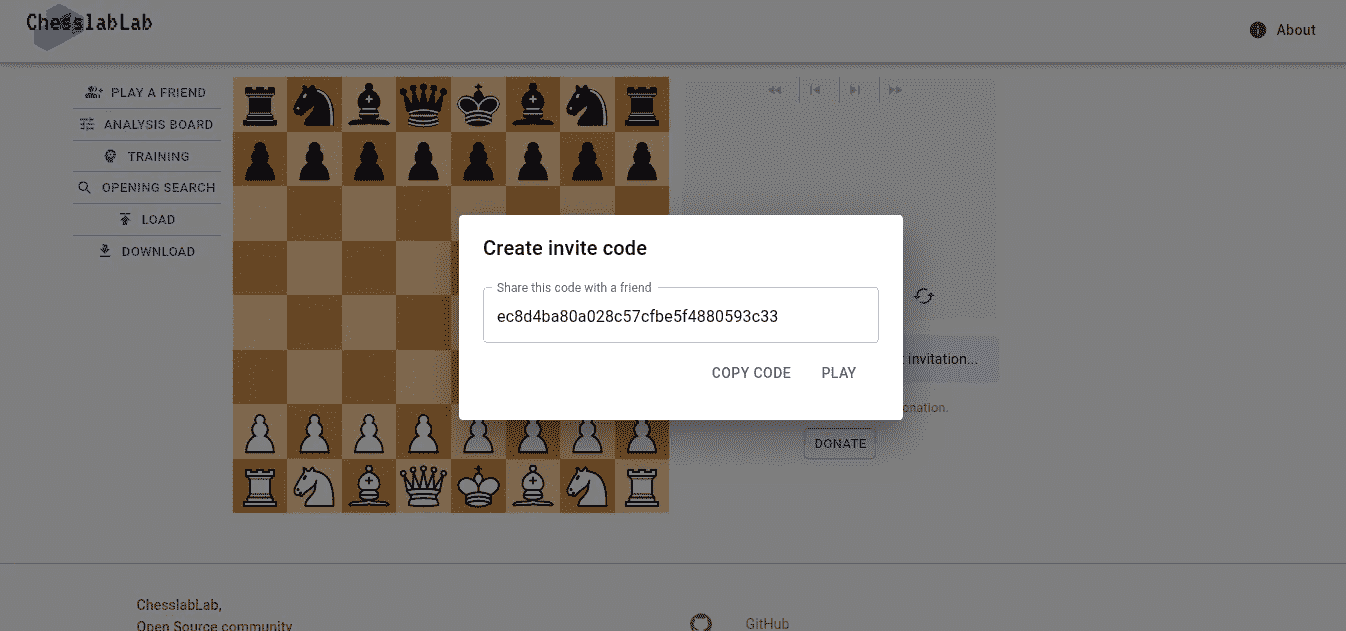 ChesslabLab
About
PLAY A FRIEND
ANALYSIS BOARD
TRAINING
OPENING SEARCH
LOAD
DOWNLOAD
Create invite code
Share this code with a friend
ec8d4ba80a028c57cfbe5f4880593c33
COPY CODE
PLAY
invitation...
DONATE
ChesslabLab,
Open Source community
GitHub